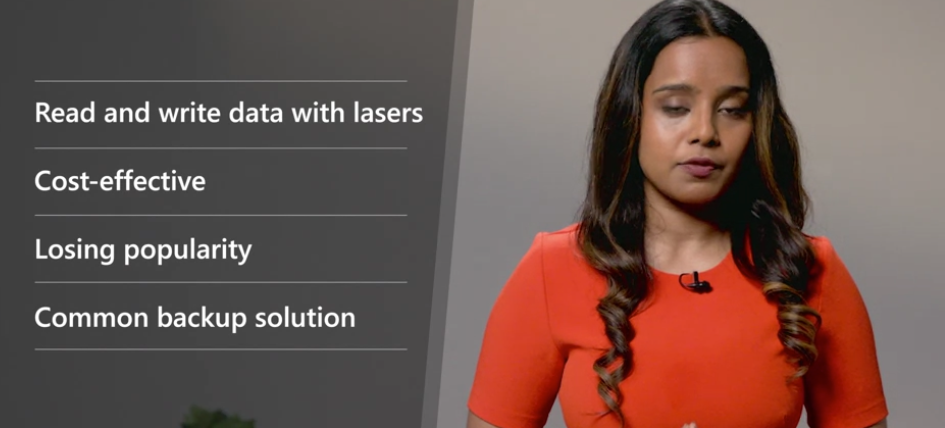 Read and write data with lasers
Cost-effective
Losing popularity
Common backup solution